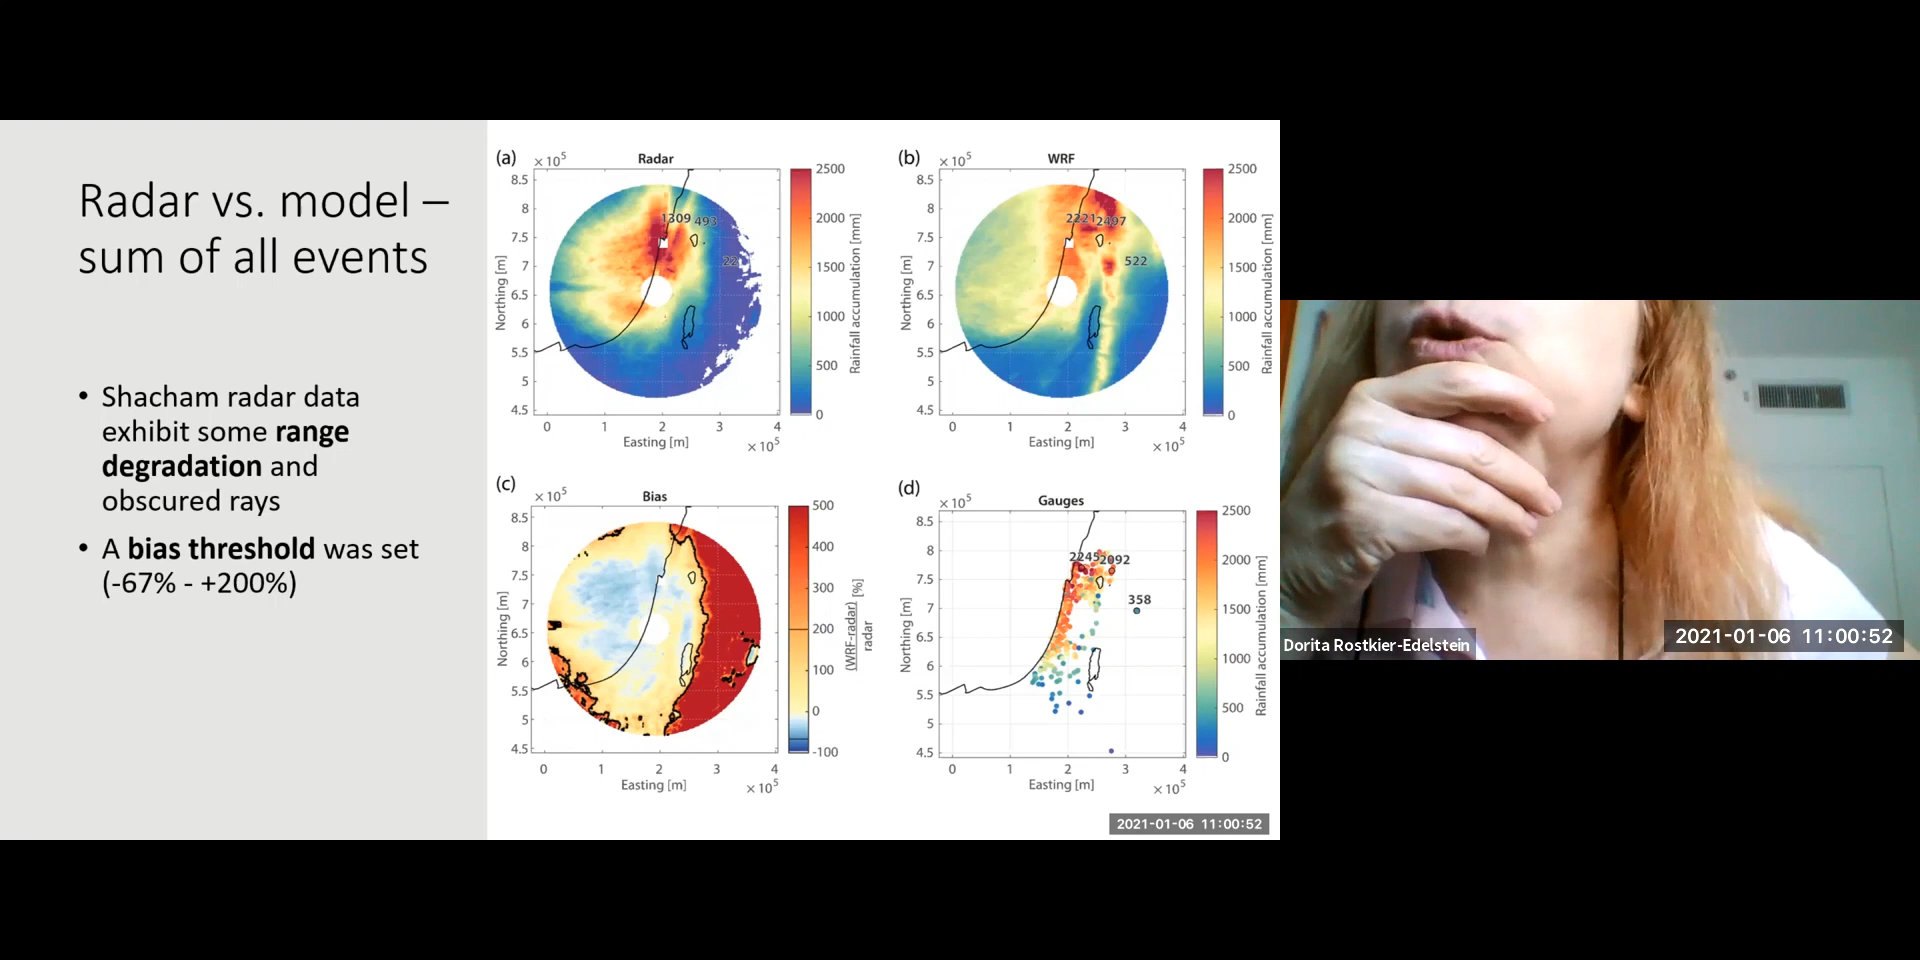 Radar vs. model –
sum of all events
• Shacham radar data
exhibit some range
degradation and
obscured rays
• A bias threshold was set
(-67% - +200%)
(a)
Radar
×10⁵
8.5
8
7.5
7
6.5
6
5.5
5
4.5
Northing [m]
0 1 2 3 4
Easting [m]
×10⁵
1309 493
22
2500
2000
1500
1000
500
0
Rainfall accumulation [mm]
(b)
WRF
×10⁵
8.5
8
7.5
7
6.5
6
5.5
5
4.5
Northing [m]
0 1 2 3 4
Easting [m]
×10⁵
2221 2497
522
2500
2000
1500
1000
500
0
Rainfall accumulation [mm]
(c)
Bias
×10⁵
8.5
8
7.5
7
6.5
6
5.5
5
4.5
Northing [m]
0 1 2 3 4
Easting [m]
×10⁵
500
400
300
200
100
0
-100
(WRF-radar) [%]
radar
(d)
Gauges
×10⁵
8.5
8
7.5
7
6.5
6
5.5
5
4.5
Northing [m]
0 1 2 3 4
Easting [m]
×10⁵
2245 2092
358
2500
2000
1500
1000
500
0
Rainfall accumulation [mm]
2021-01-06 11:00:52
Dorita Rostkier-Edelstein
2021-01-06 11:00:52